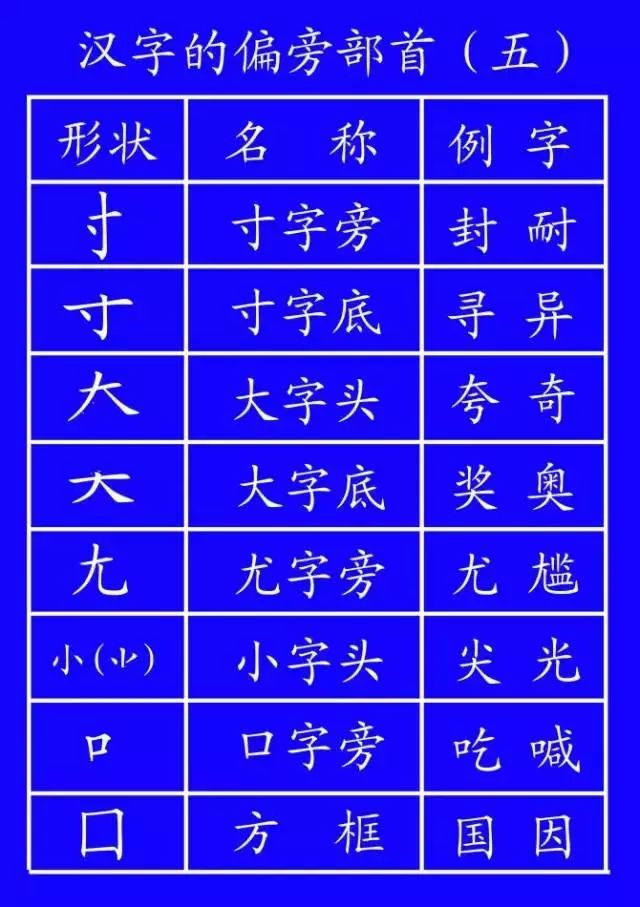 汉字的偏旁部首（五）
形状 名称 例字
寸 寸字旁 封 耐
寸 寸字底 寻 异
大 大字头 夸 奇
大 大字底 奖 奥
尢 尤字旁 尤 尴
小(⺌) 小字头 尖 光
口 口字旁 吃 喊
囗 方框 国 因